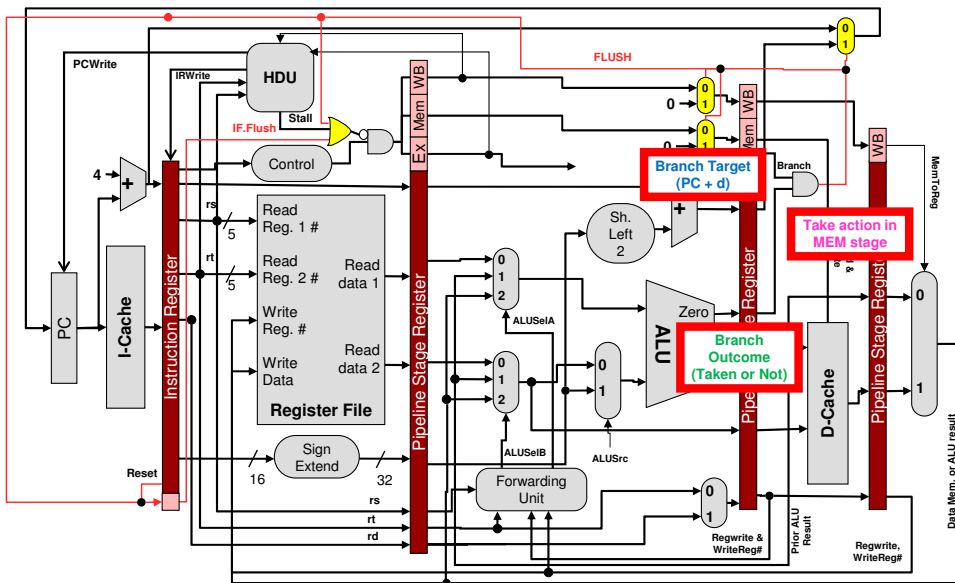 0
1
FLUSH
PCWrite
HDU
IRWrite
Stall
IF.Flush
WB
Mem
Ex
0
0
1
WB
0
0
1
Mem
WB
MemToReg
Control
Branch
Branch Target
(PC + d)
4
+
+
Take action in
MEM stage
rs
5
Read
Reg. 1 #
Sh.
Left
2
rt
5
Read
Reg. 2 #
Read
data 1
0
1
2
Write
Reg. #
ALUSelA
Zero
ALU
0
1
PC
I-Cache
Instruction Register
Write
Data
Read
data 2
Register File
Pipeline Stage Register
0
1
2
0
1
Branch
Outcome
(Taken or Not)
D-Cache
Pipeline Stage Register
ALUSelB
ALUSrc
Sign
Extend
16
32
Reset
Forwarding
Unit
rs
rt
rd
0
1
Regwrite &
WriteReg#
Prior ALU
Result
Regwrite,
WriteReg#
Data Mem. or ALU result